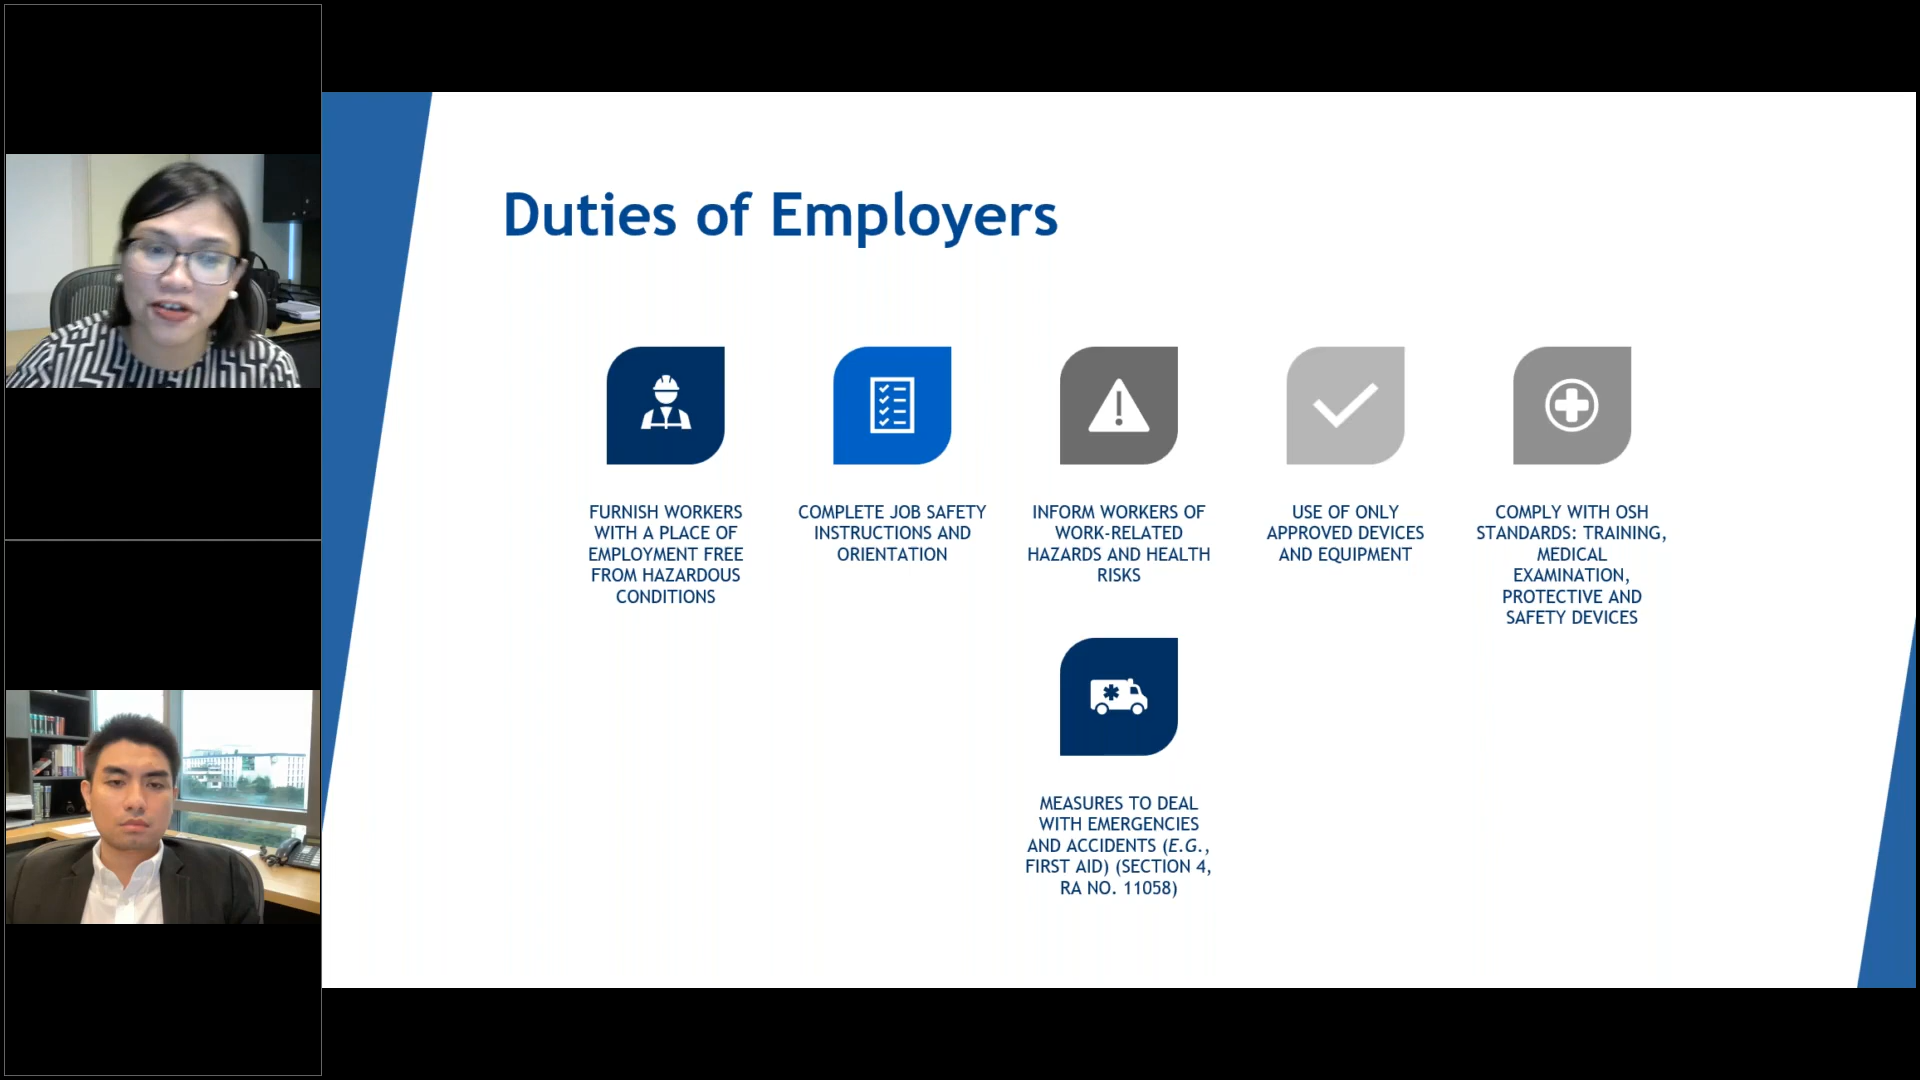 Duties of Employers
FURNISH WORKERS
WITH A PLACE OF
EMPLOYMENT FREE
FROM HAZARDOUS
CONDITIONS
COMPLETE JOB SAFETY
INSTRUCTIONS AND
ORIENTATION
INFORM WORKERS OF
WORK-RELATED
HAZARDS AND HEALTH
RISKS
USE OF ONLY
APPROVED DEVICES
AND EQUIPMENT
COMPLY WITH OSH
STANDARDS: TRAINING,
MEDICAL
EXAMINATION,
PROTECTIVE AND
SAFETY DEVICES
MEASURES TO DEAL
WITH EMERGENCIES
AND ACCIDENTS (E.G.,
FIRST AID) (SECTION 4,
RA NO. 11058)